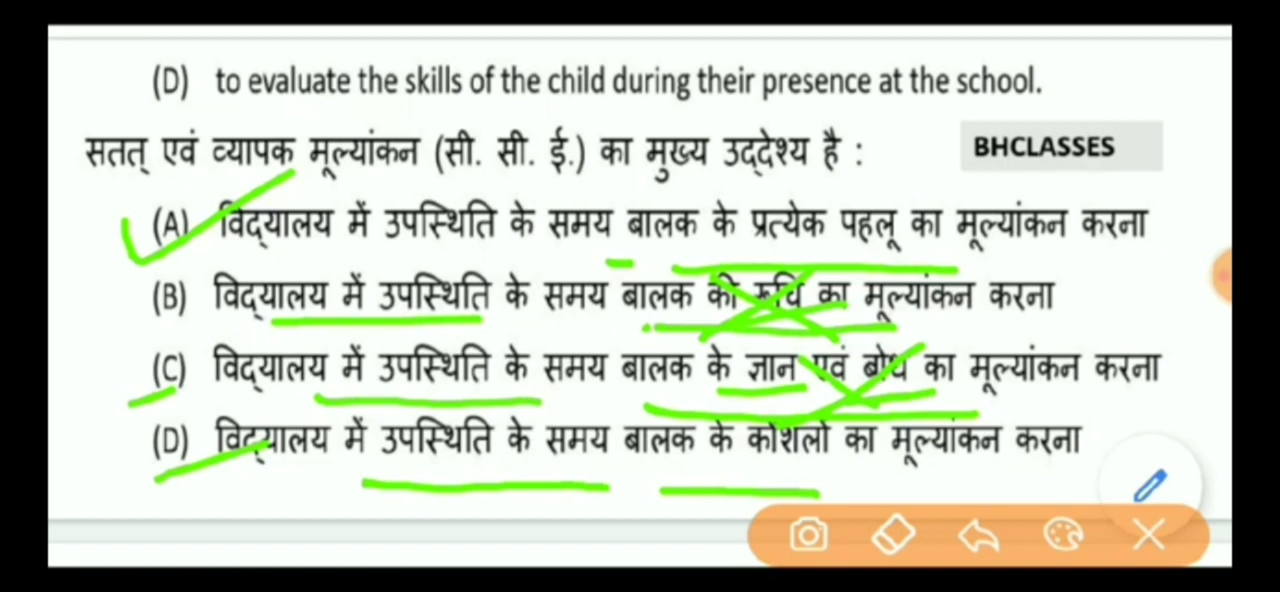 (D) to evaluate the skills of the child during their presence at the school.
सतत् एवं व्यापक मूल्यांकन (सी. सी. ई.) का मुख्य उद्देश्य है :
BHCLASSES
(A) विद्यालय में उपस्थिति के समय बालक के प्रत्येक पहलू का मूल्यांकन करना
(B) विद्यालय में उपस्थिति के समय बालक की रूचि का मूल्यांकन करना
(C) विद्यालय में उपस्थिति के समय बालक के ज्ञान एवं बोध का मूल्यांकन करना
(D) विद्यालय में उपस्थिति के समय बालक के कौशलों का मूल्यांकन करना